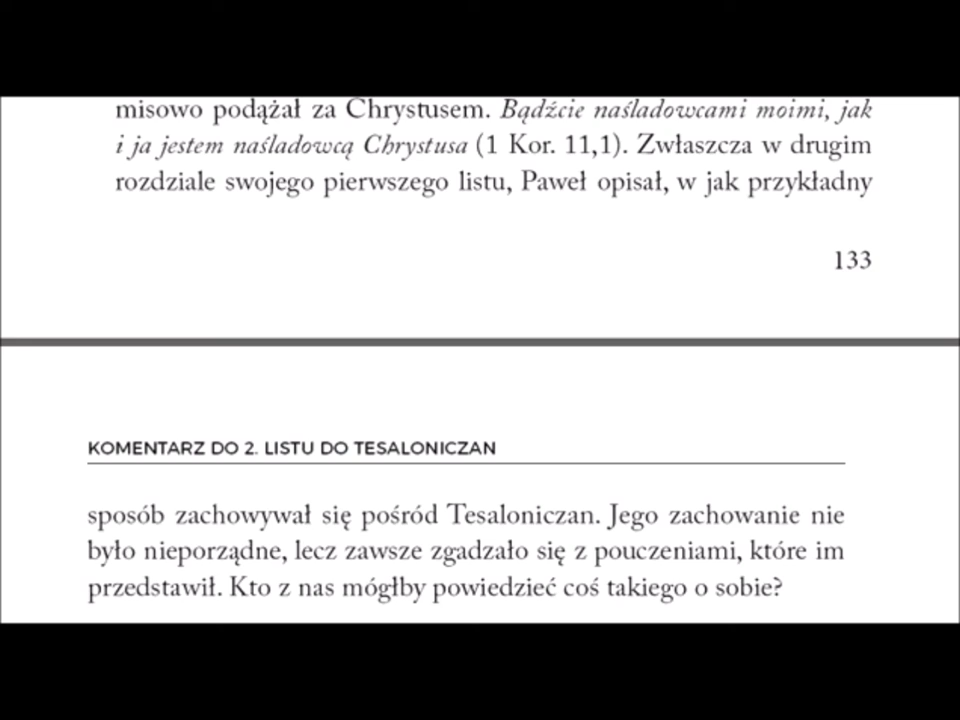 misowo podążał za Chrystusem. Bądźcie naśladowcami moimi, jak
i ja jestem naśladowcą Chrystusa (1 Kor. 11,1). Zwłaszcza w drugim
rozdziale swojego pierwszego listu, Paweł opisał, w jak przykładny
133
KOMENTARZ DO 2. LISTU DO TESALONICZAN
sposób zachowywał się pośród Tesaloniczan. Jego zachowanie nie
było nieporządne, lecz zawsze zgadzało się z pouczeniami, które im
przedstawił. Kto z nas mógłby powiedzieć coś takiego o sobie?